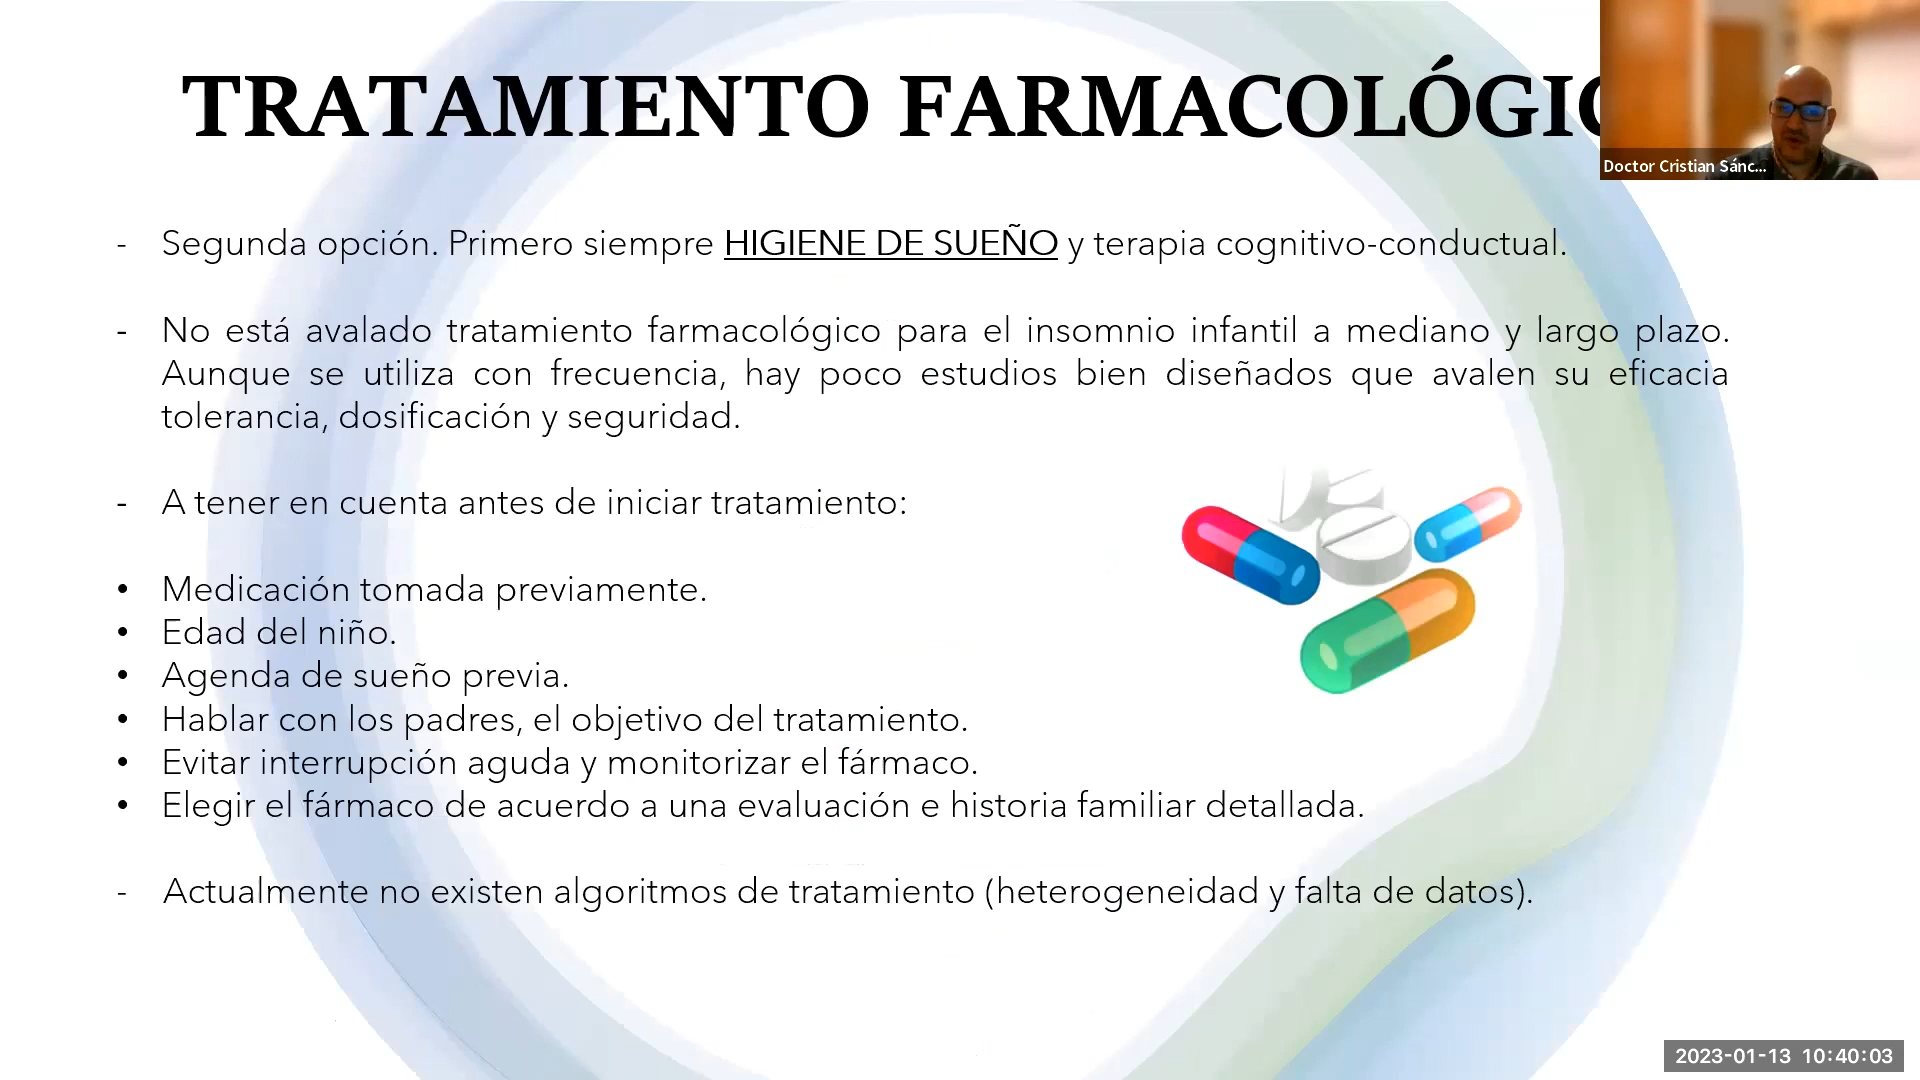 TRATAMIENTO FARMACOLÓGIC
Doctor Cristian Sánc...
- Segunda opción. Primero siempre HIGIENE DE SUEÑO y terapia cognitivo-conductual.
- No está avalado tratamiento farmacológico para el insomnio infantil a mediano y largo plazo.
Aunque se utiliza con frecuencia, hay poco estudios bien diseñados que avalen su eficacia
tolerancia, dosificación y seguridad.
- A tener en cuenta antes de iniciar tratamiento:
• Medicación tomada previamente.
• Edad del niño.
• Agenda de sueño previa.
• Hablar con los padres, el objetivo del tratamiento.
• Evitar interrupción aguda y monitorizar el fármaco.
• Elegir el fármaco de acuerdo a una evaluación e historia familiar detallada.
- Actualmente no existen algoritmos de tratamiento (heterogeneidad y falta de datos).
2023-01-13 10:40:03